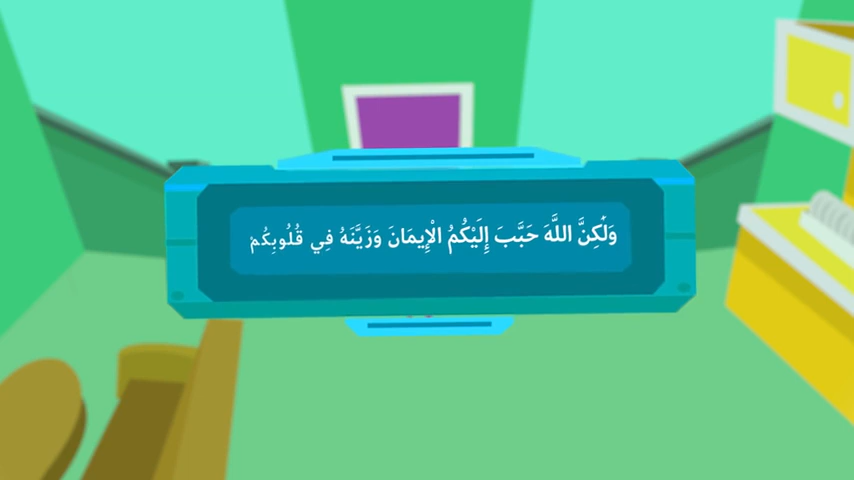 وَلَٰكِنَّ اللَّهَ حَبَّبَ إِلَيْكُمُ الْإِيمَانَ وَزَيَّنَهُ فِي قُلُوبِكُمْ